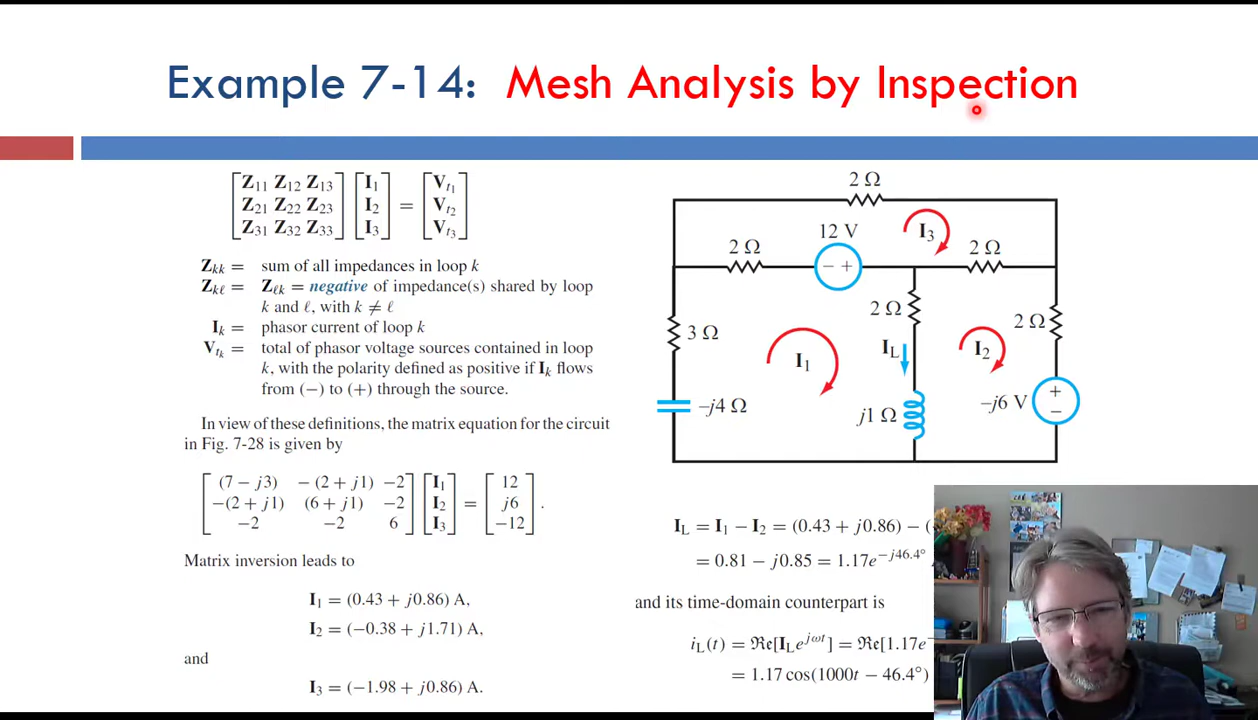 Example 7-14: Mesh Analysis by Inspection
[Z11 Z12 Z13] [I1] [Vt1]
[Z21 Z22 Z23] [I2] = [Vt2]
[Z31 Z32 Z33] [I3] [Vt3]
Zkk = sum of all impedances in loop k
Zkℓ = Zℓk = negative of impedance(s) shared by loop
k and ℓ, with k ≠ ℓ
Ik = phasor current of loop k
Vtk = total of phasor voltage sources contained in loop
k, with the polarity defined as positive if Ik flows
from (−) to (+) through the source.
In view of these definitions, the matrix equation for the circuit
in Fig. 7-28 is given by
[(7 − j3) −(2 + j1) −2] [I1] [12]
[−(2 + j1) (6 + j1) −2] [I2] = [j6]
[−2 −2 6] [I3] [−12].
Matrix inversion leads to
I1 = (0.43 + j0.86) A,
I2 = (−0.38 + j1.71) A,
and
I3 = (−1.98 + j0.86) A.
2 Ω
12 V
I3
2 Ω
2 Ω
− +
2 Ω
2 Ω
3 Ω
IL
I2
I1
−j4 Ω
j1 Ω
−j6 V
+
−
IL = I1 − I2 = (0.43 + j0.86) − (
= 0.81 − j0.85 = 1.17e−j46.4°
and its time-domain counterpart is
iL(t) = ℜe[ILejωt] = ℜe[1.17e−
= 1.17 cos(1000t − 46.4°)